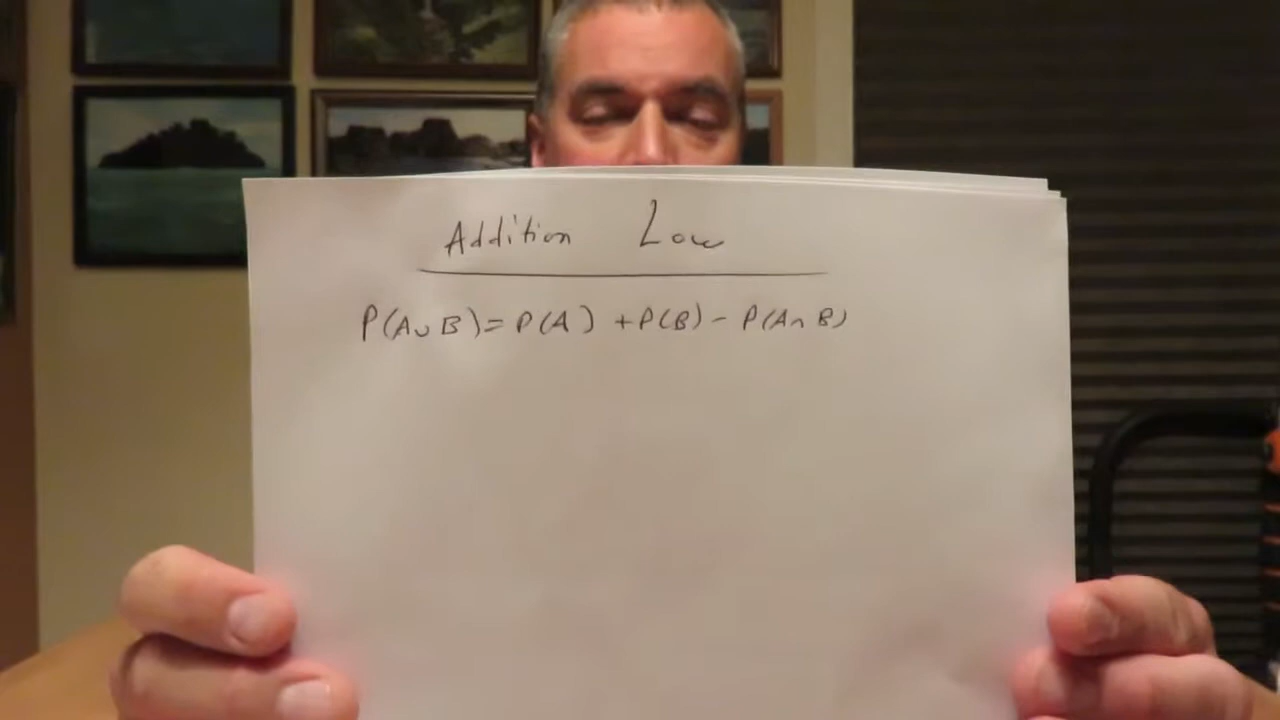 Addition Law
P(A∪B)= P(A) +P(B) - P(A∩B)